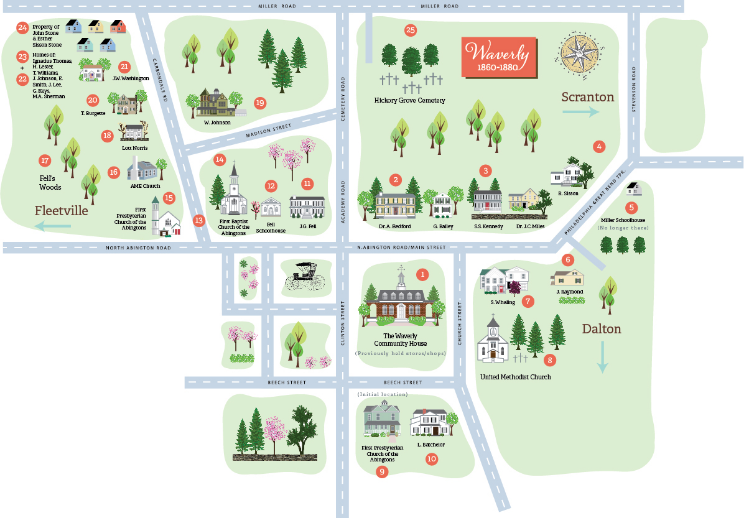 MILLER ROAD
MILLER ROAD
24
Property of
John Stone
& Esther
Sisson Stone
23
Homes of:
Ignatius Thomas,
H. Lester,
T. Williams,
J. Johnson, R.
Smith, J. Lee,
G. Keys,
M.A. Sherman
+
22
21
J.W. Washington
20
T. Burgette
18
Lou Norris
17
Fell's
Woods
16
AME Church
15
First
Presbyterian
Church of the
Abingtons
Fleetville
CARBONDALE RD
19
W. Johnson
MADISON STREET
14
First Baptist
Church of the
Abingtons
13
12
Fell
Schoolhouse
11
J.G. Fell
CEMETERY ROAD
ACADEMY ROAD
25
Hickory Grove Cemetery
Waverly
1860-1880
Scranton
STEVENSON ROAD
2
Dr. A. Bedford
G. Bailey
3
S.S. Kennedy
Dr. J.C. Miles
4
R. Sisson
PHILADELPHIA GREAT BEND TPK
5
Miller Schoolhouse
(No longer there)
NORTH ABINGTON ROAD
N.ABINGTON ROAD/MAIN STREET
1
The Waverly
Community House
(Previously held stores/shops)
CLINTON STREET
CHURCH STREET
6
J. Raymond
S. Whaling
7
8
United Methodist Church
Dalton
BEECH STREET
BEECH STREET
(Initial location)
First Presbyterian
Church of the
Abingtons
9
L. Batchelor
10